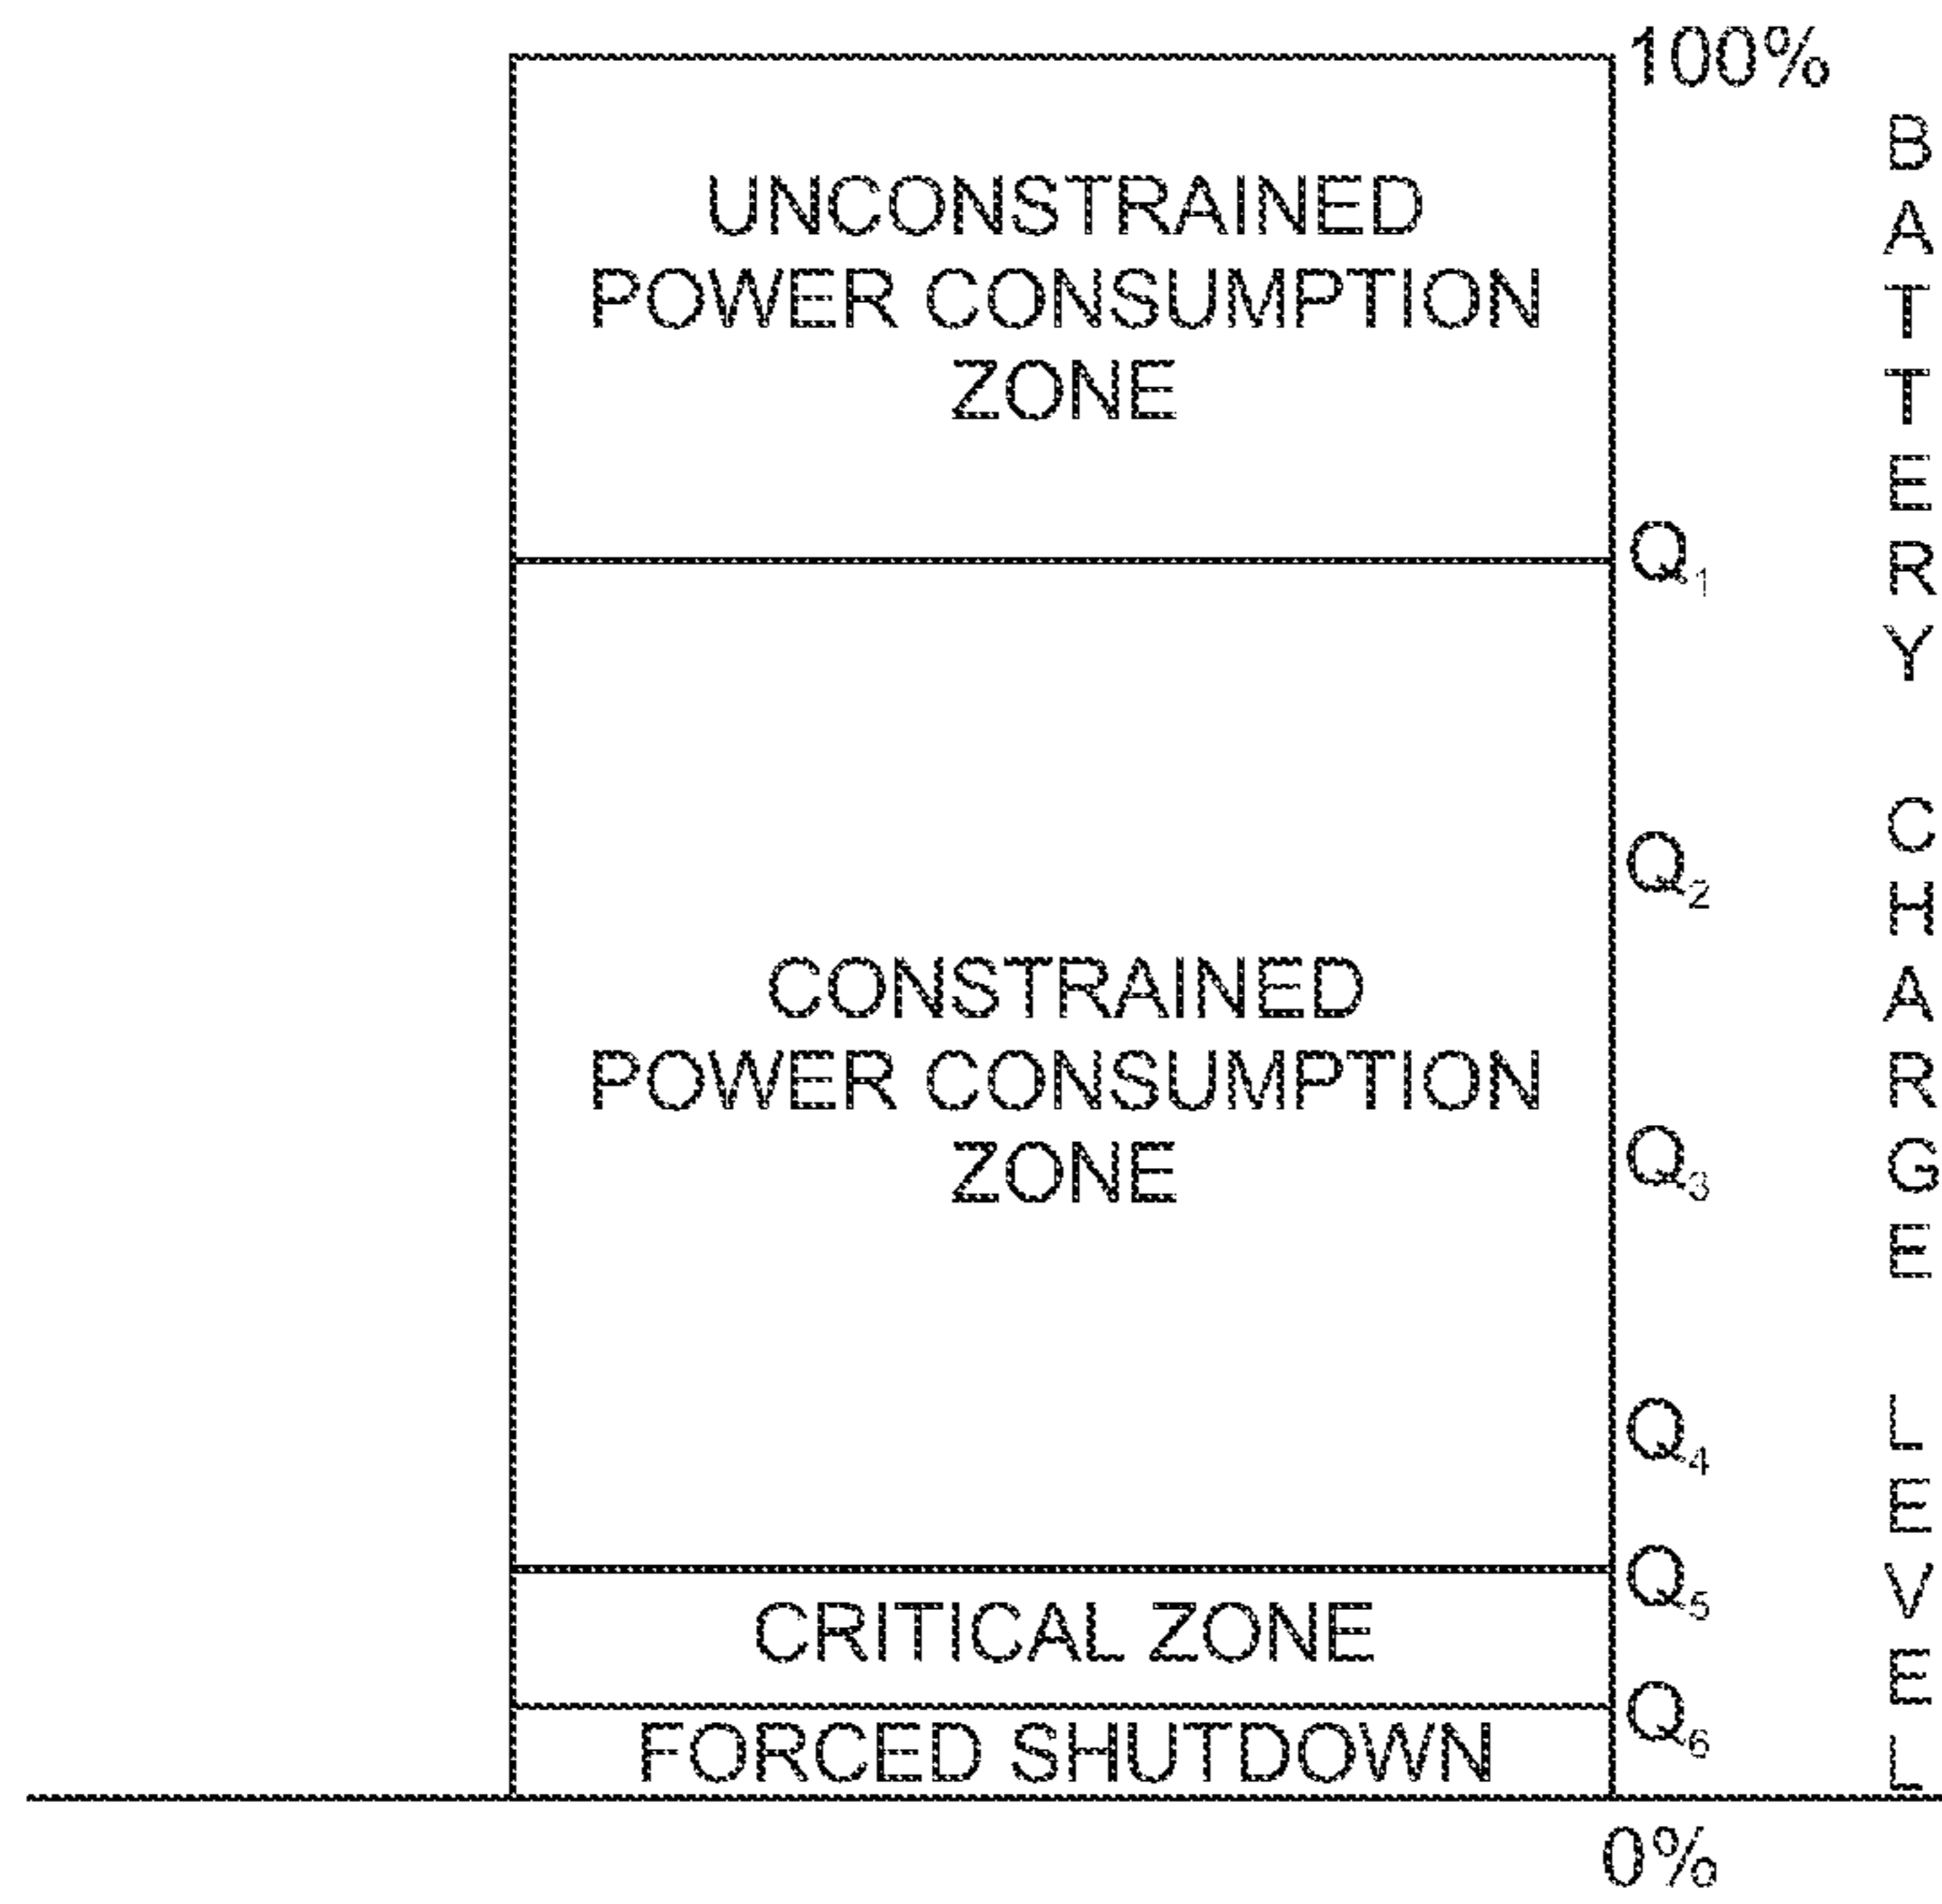 100%
UNCONSTRAINED
POWER CONSUMPTION
ZONE
Q1
Q2
CONSTRAINED
POWER CONSUMPTION
ZONE
Q3
Q4
Q5
CRITICAL ZONE
Q6
FORCED SHUTDOWN
0%
BATTERY CHARGE LEVEL